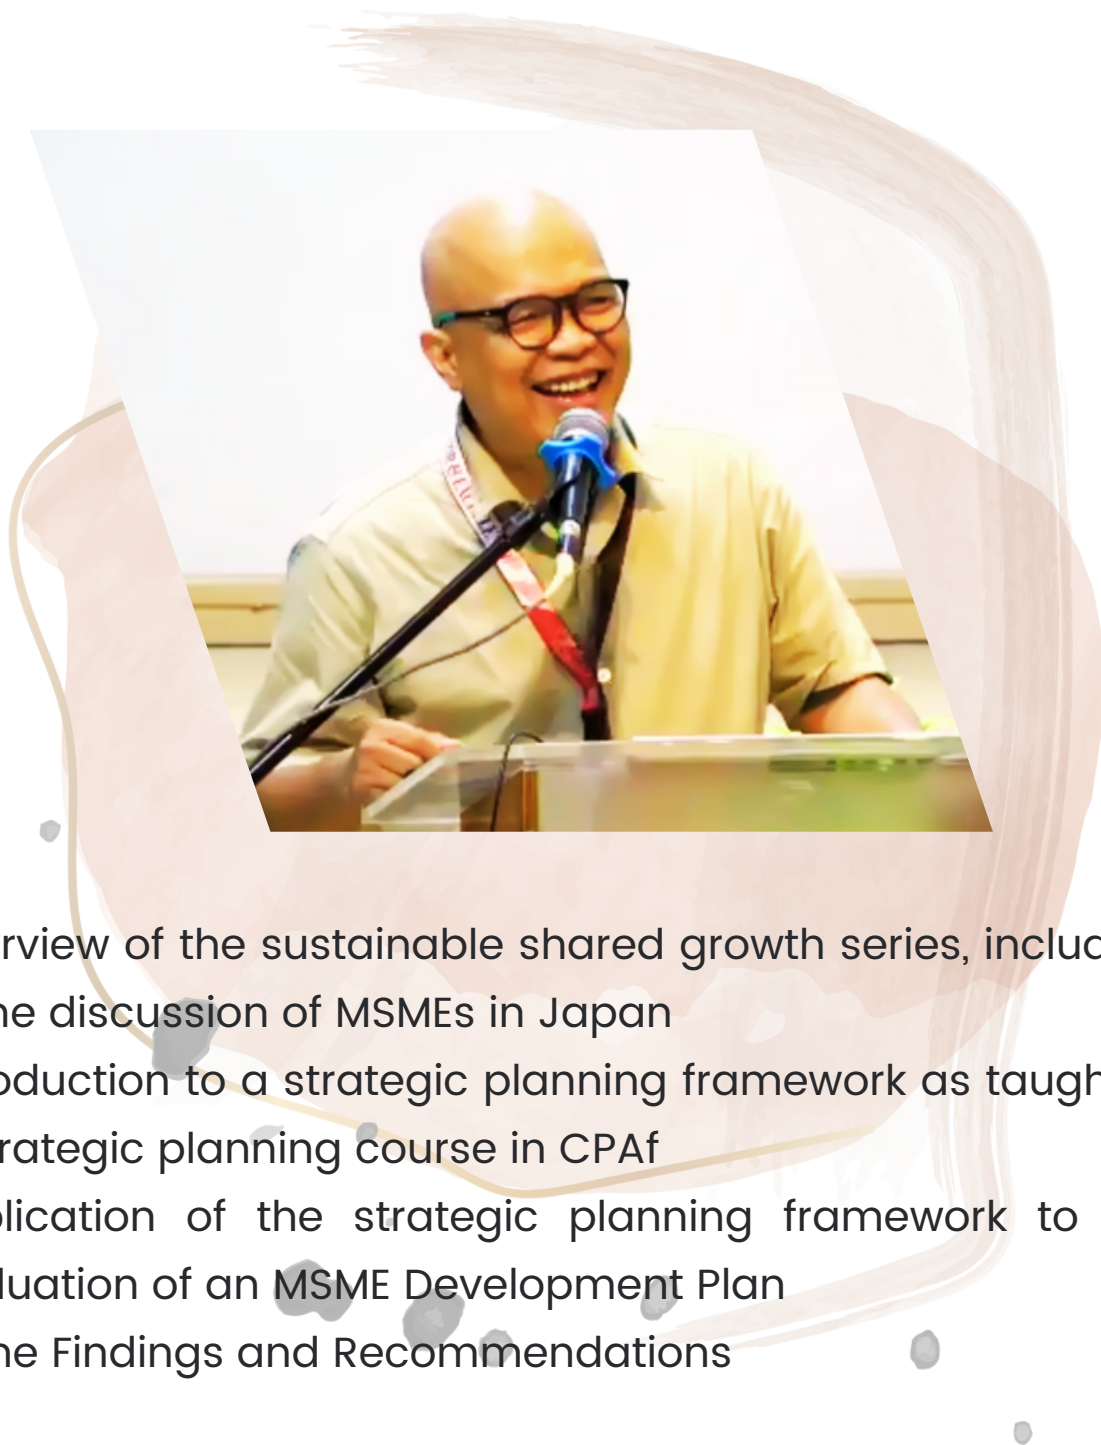 rview of the sustainable shared growth series, includ
he discussion of MSMEs in Japan
oduction to a strategic planning framework as taugh
rategic planning course in CPAf
plication of the strategic planning framework to
luation of an MSME Development Plan
ne Findings and Recommendations